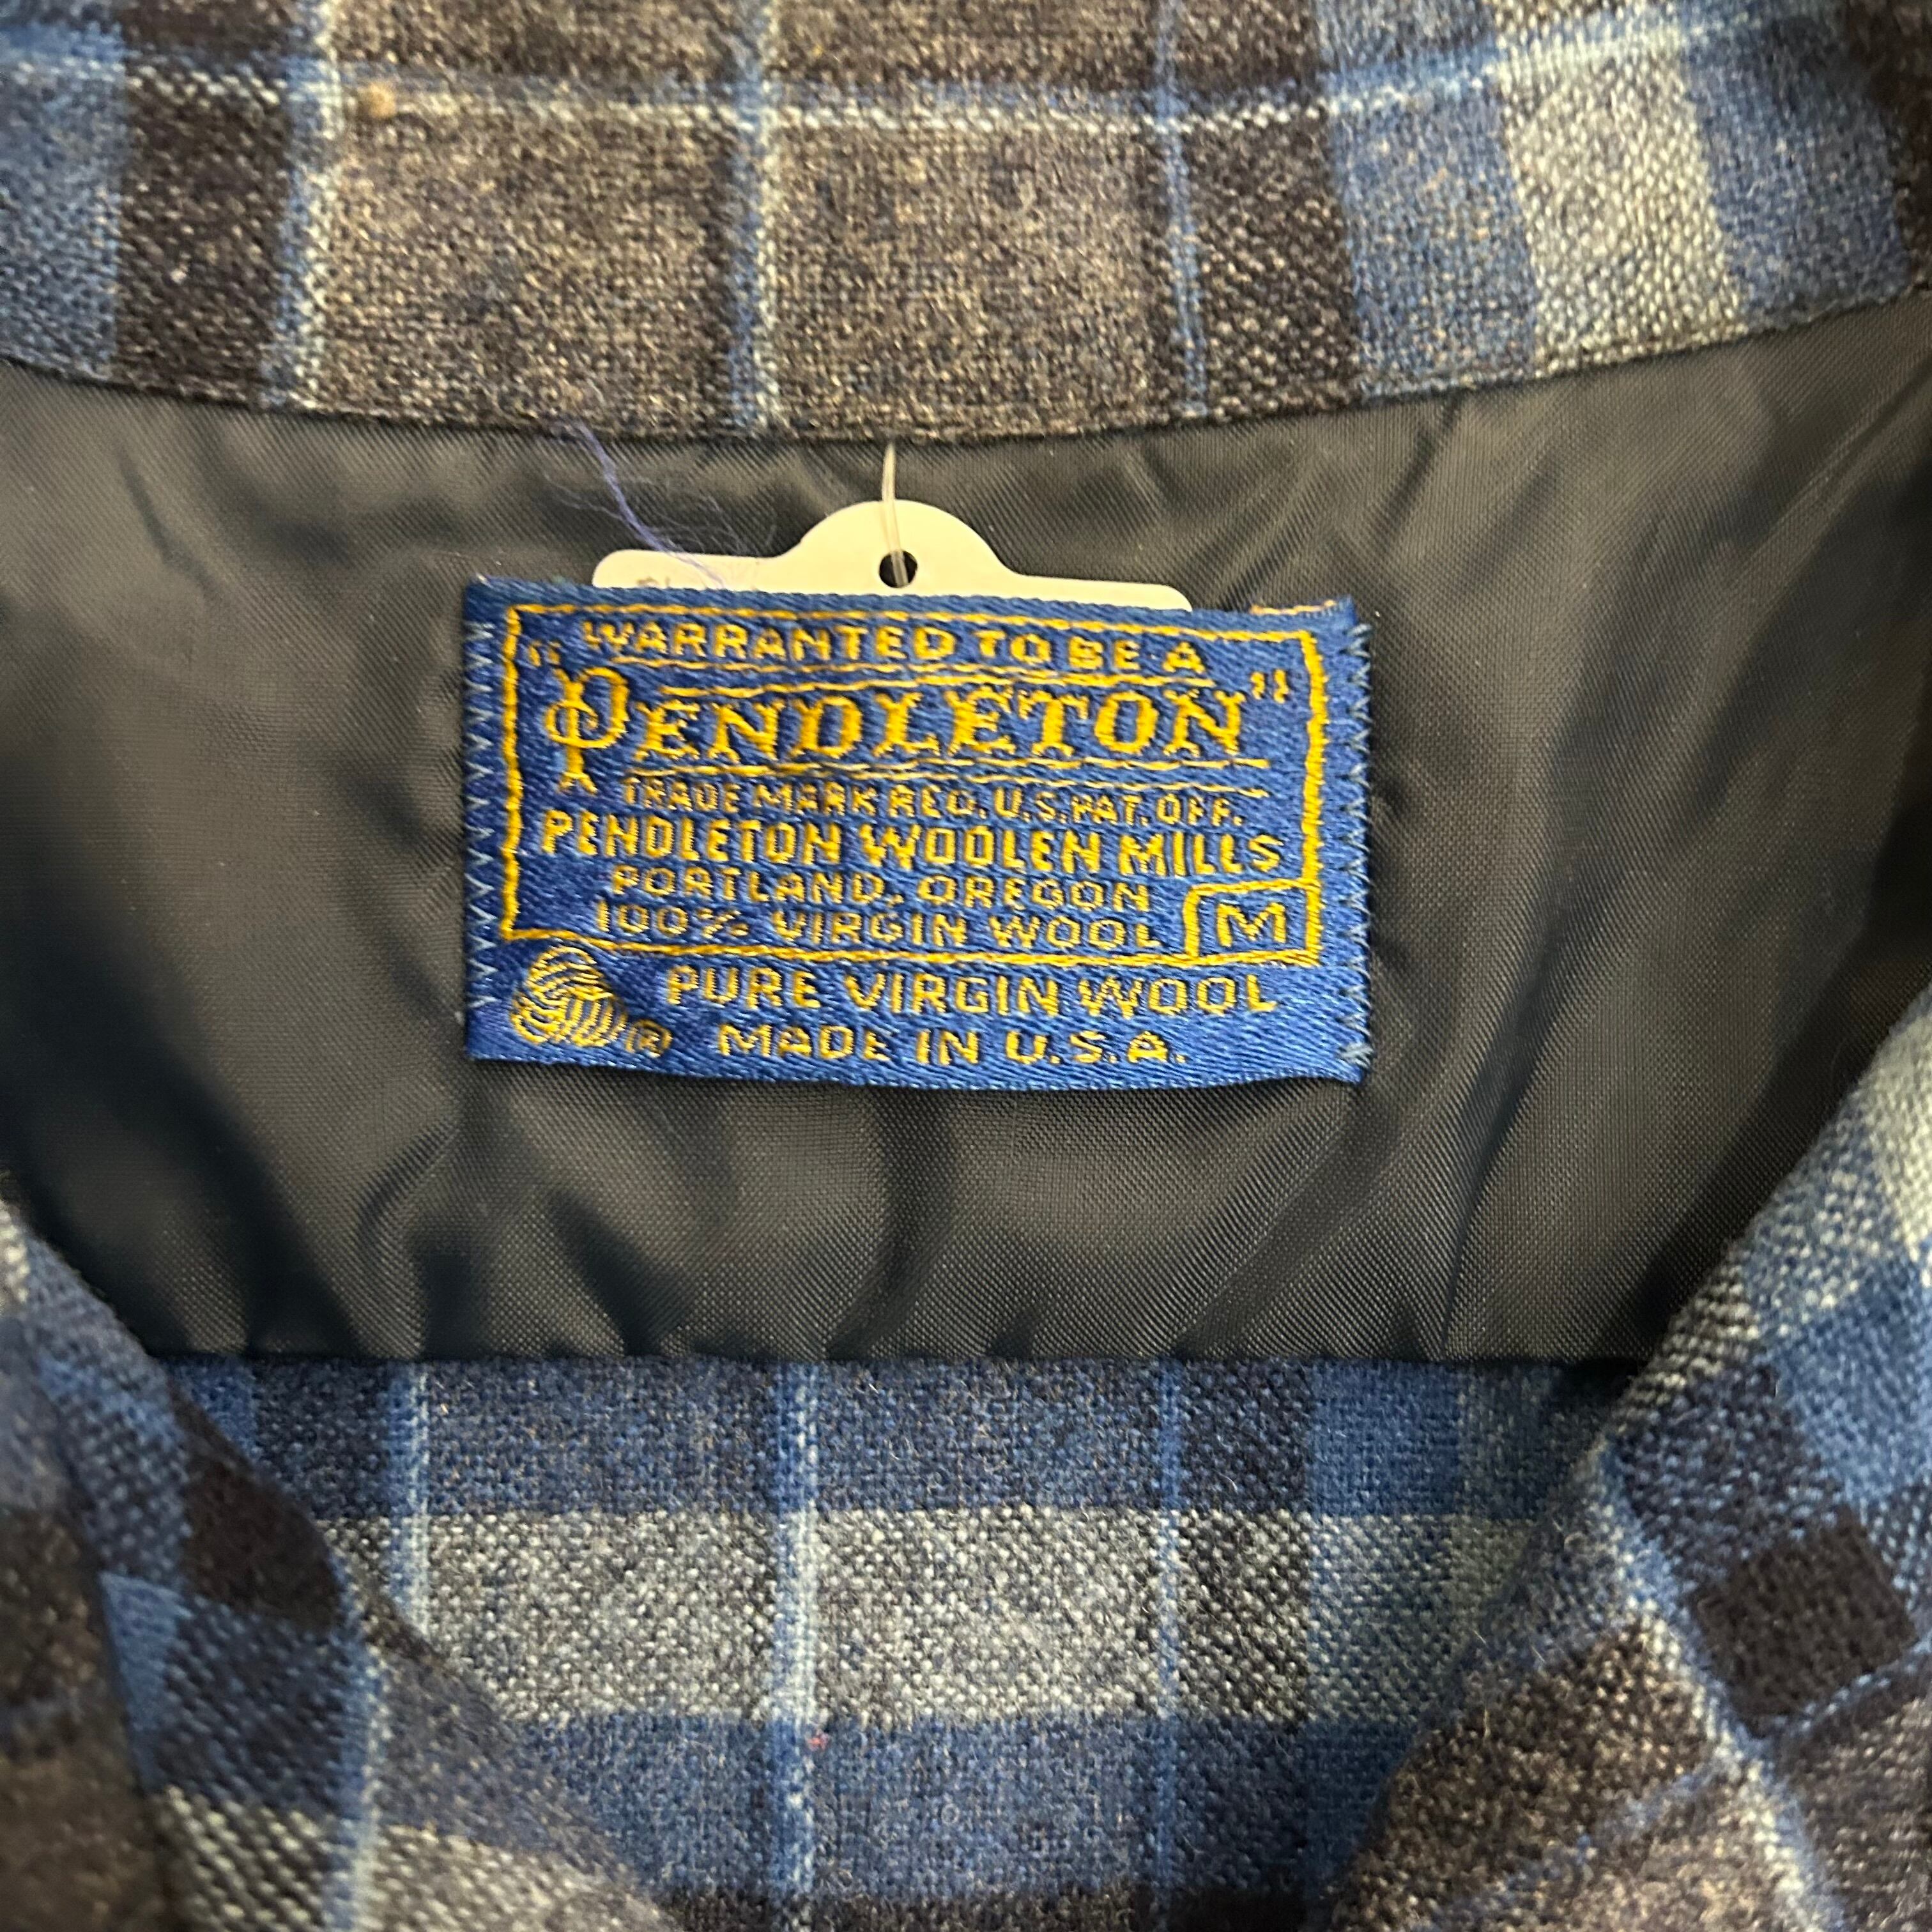 "WARRANTED TO BE A
PENDLETON"
TRADE MARK REG. U.S. PAT. OFF.
PENDLETON WOOLEN MILLS
PORTLAND, OREGON
100% VIRGIN WOOL M
PURE VIRGIN WOOL
(R) MADE IN U.S.A.